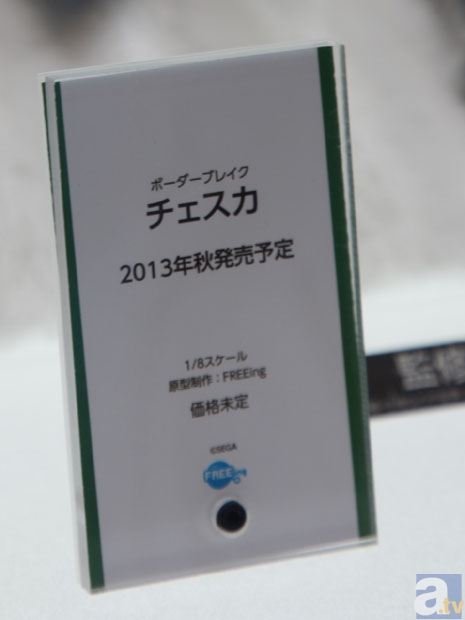 ボーダーブレイク
チェスカ
2013年秋発売予定
1/8スケール
原型制作：FREEing
価格未定
©SEGA
FREE
a.tv